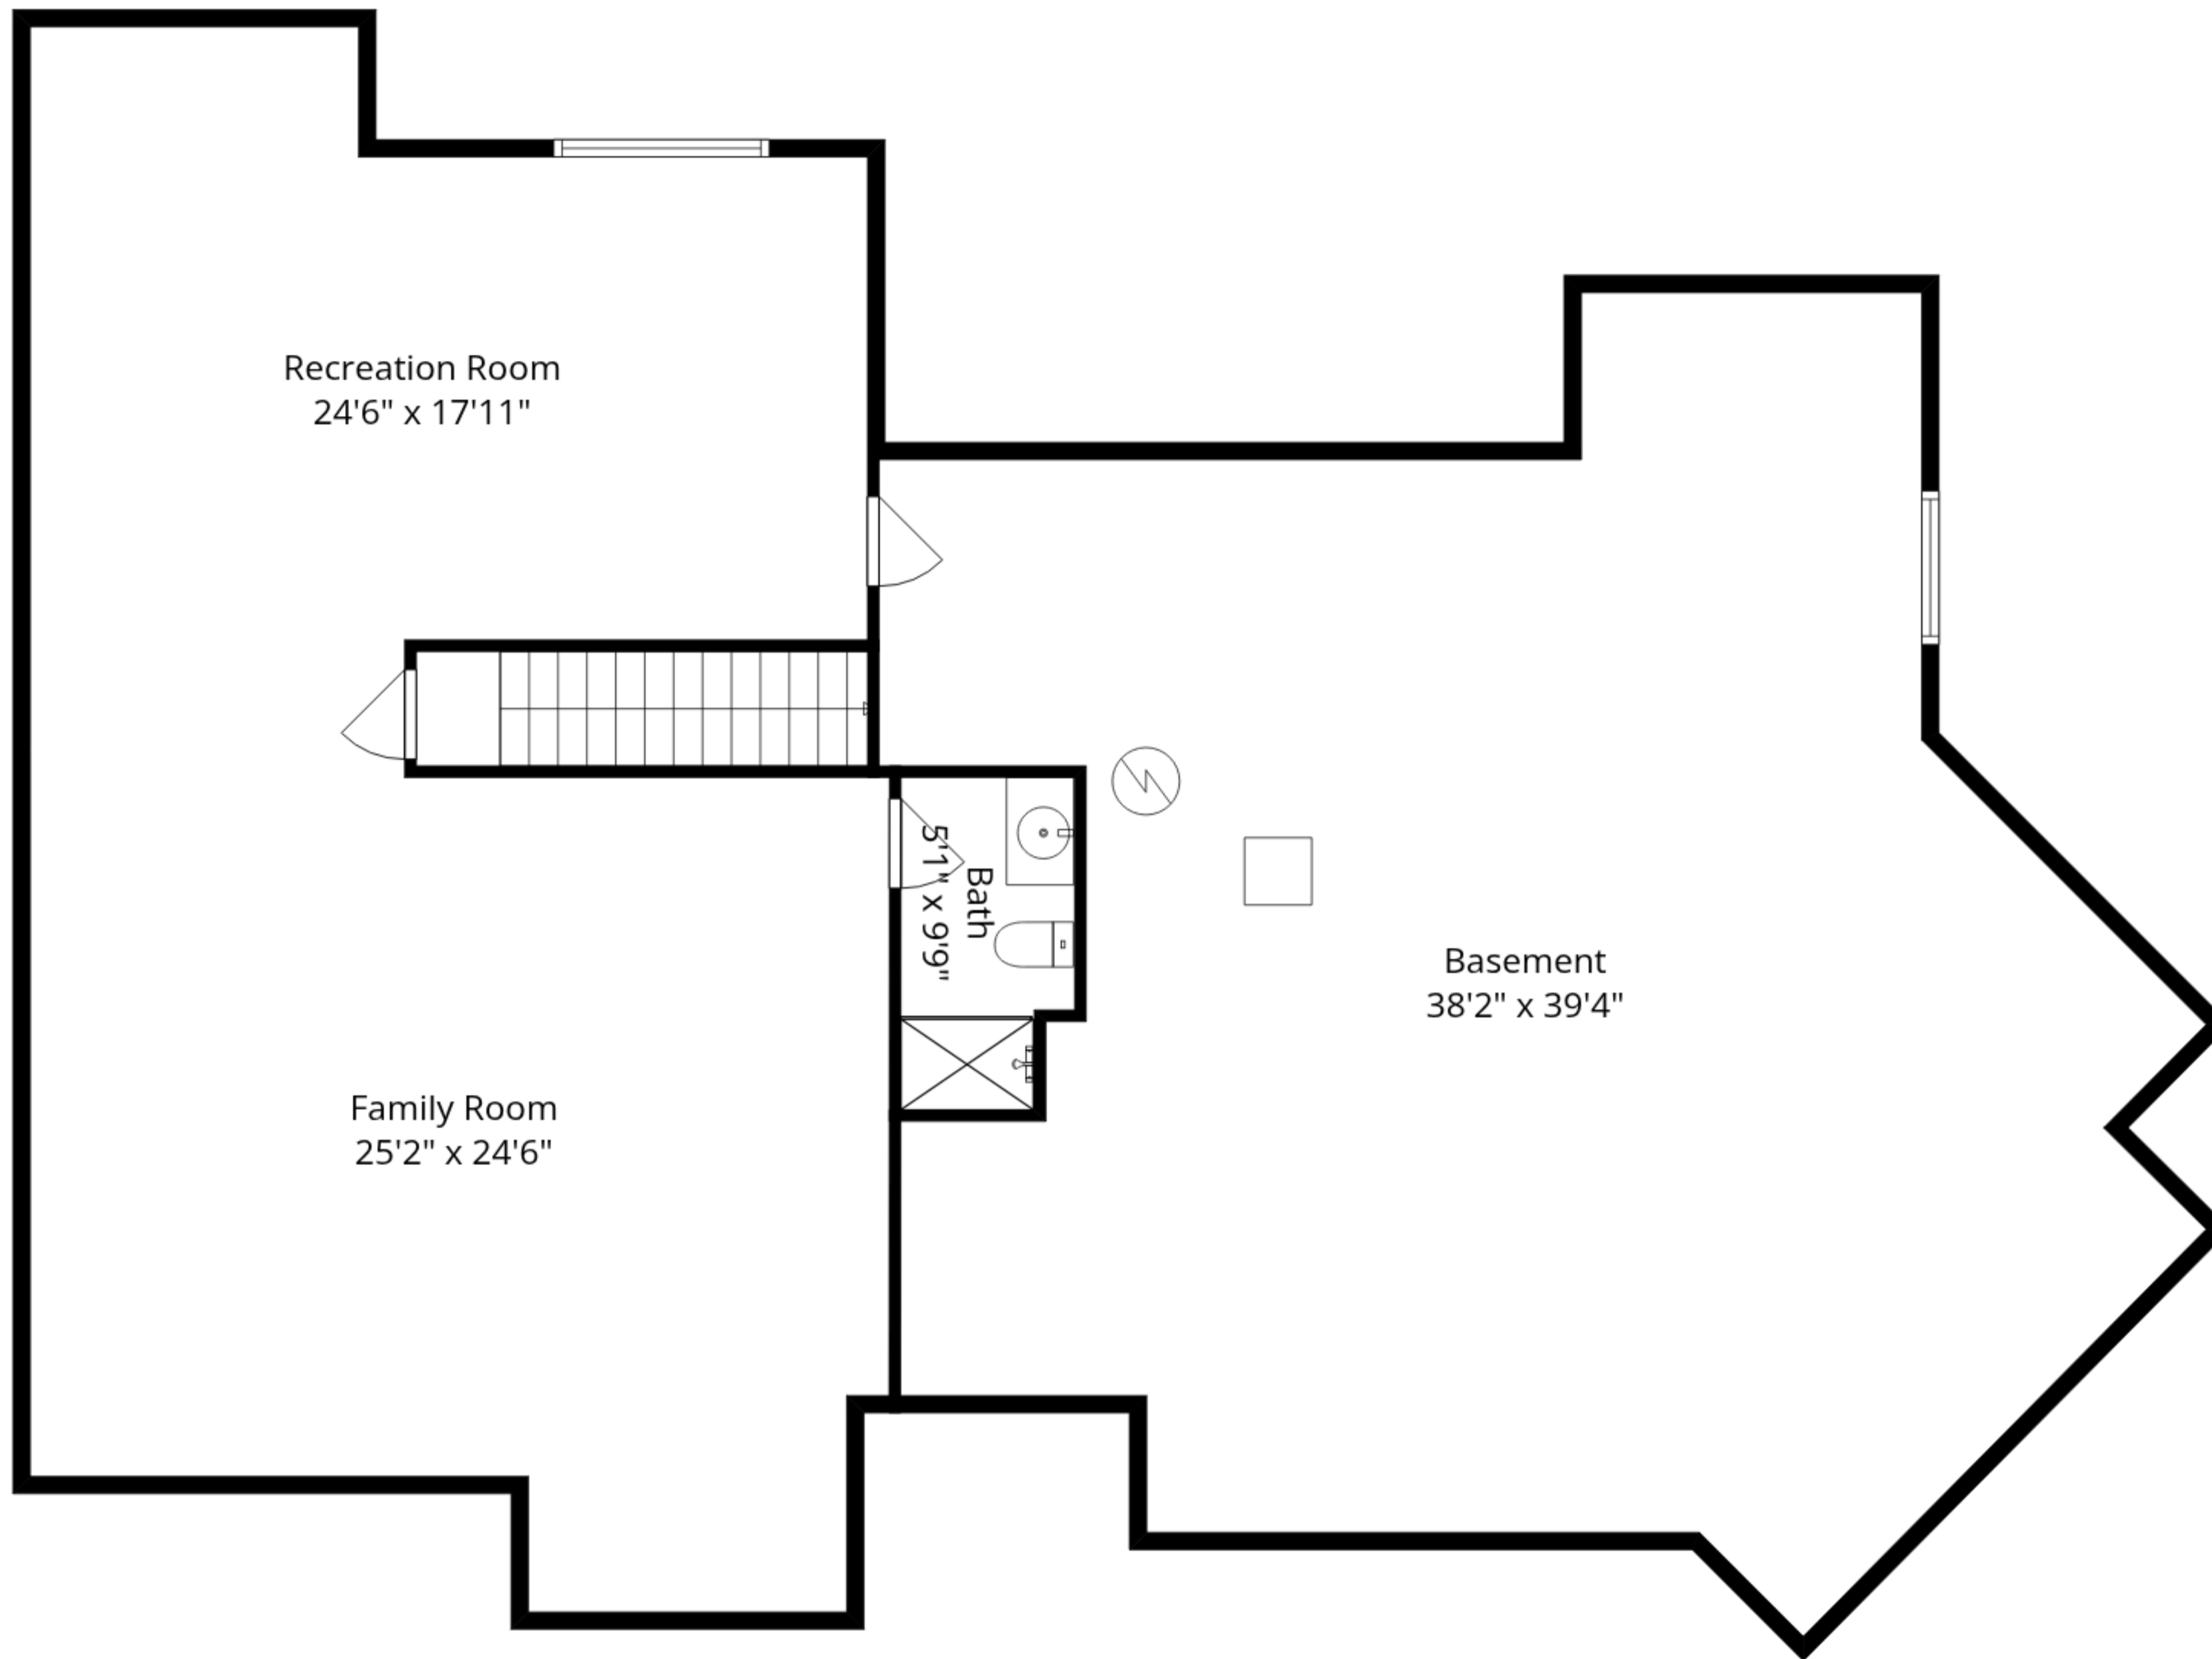 Recreation Room
24'6" x 17'11"
Bath
5'1" x 9'9"
Basement
38'2" x 39'4"
Family Room
25'2" x 24'6"